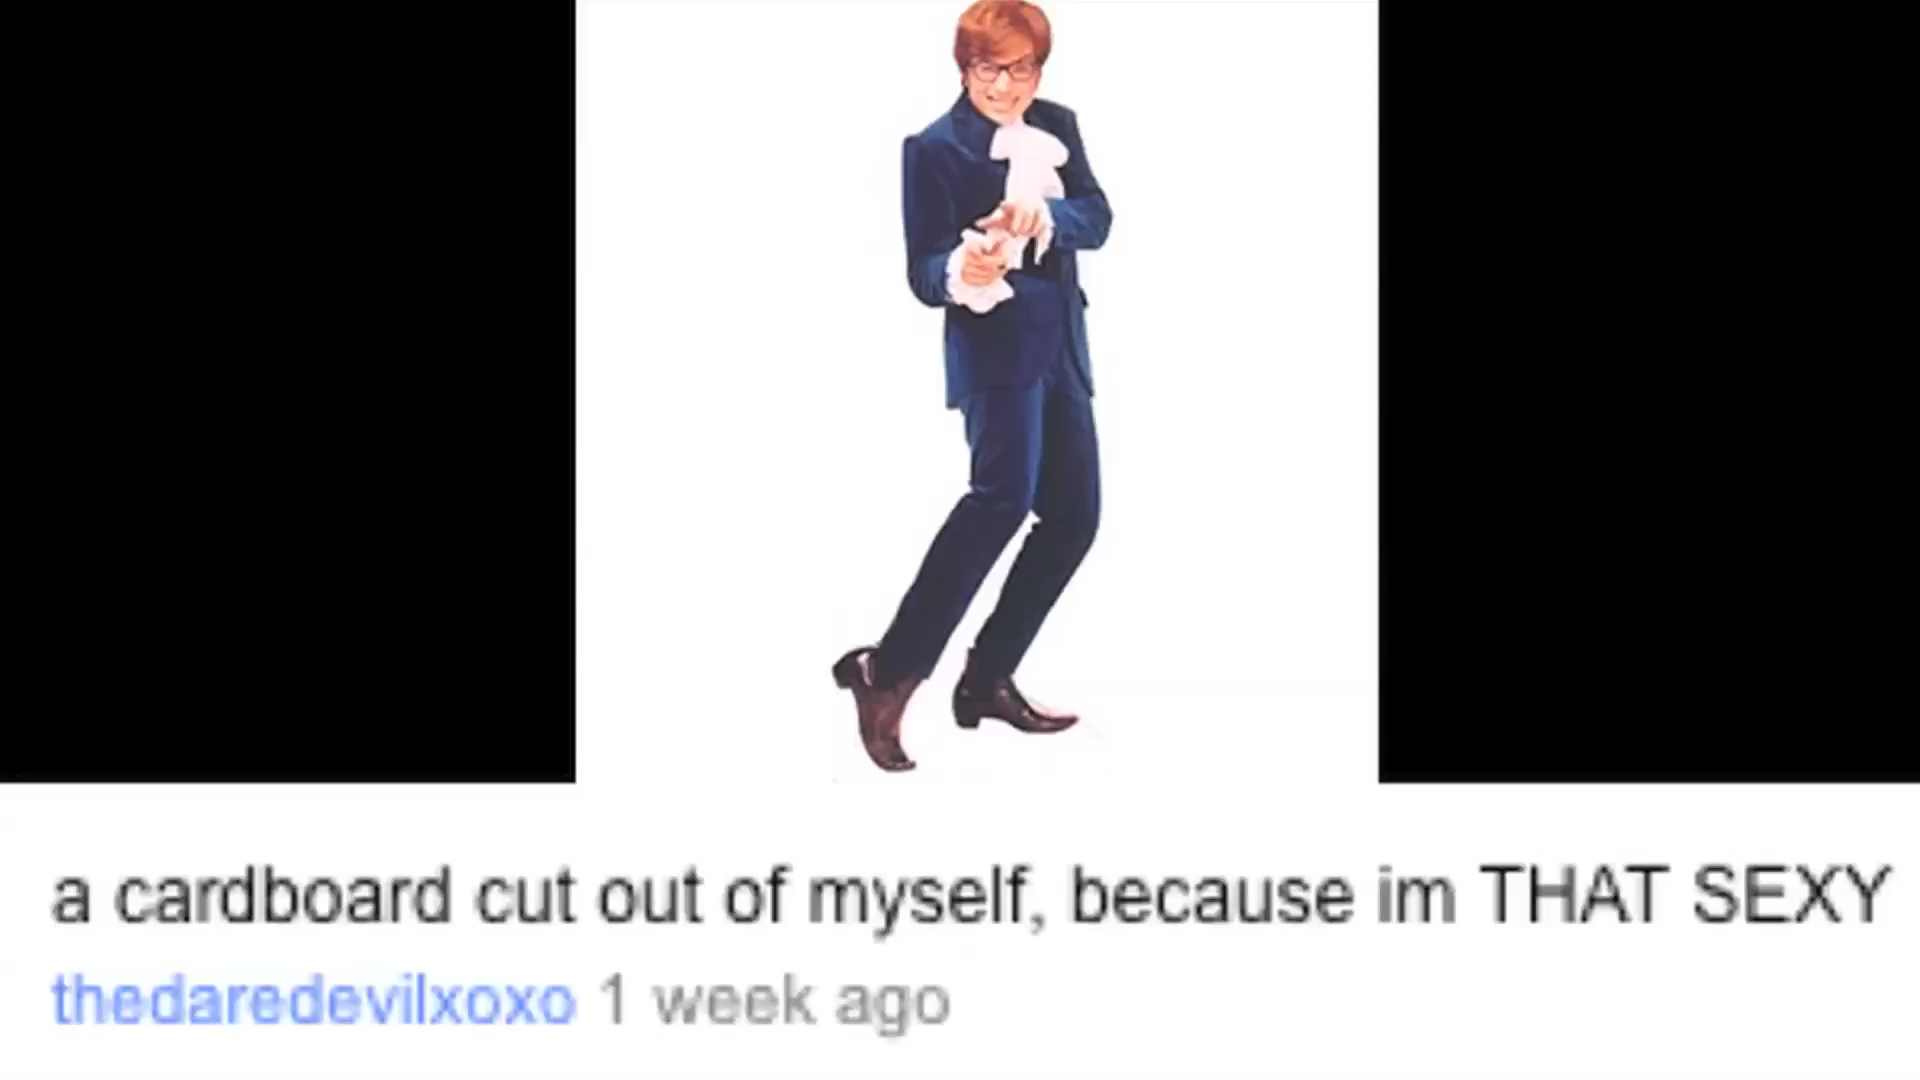 a cardboard cut out of myself, because im THAT SEXY
thedaredevilxoxo 1 week ago